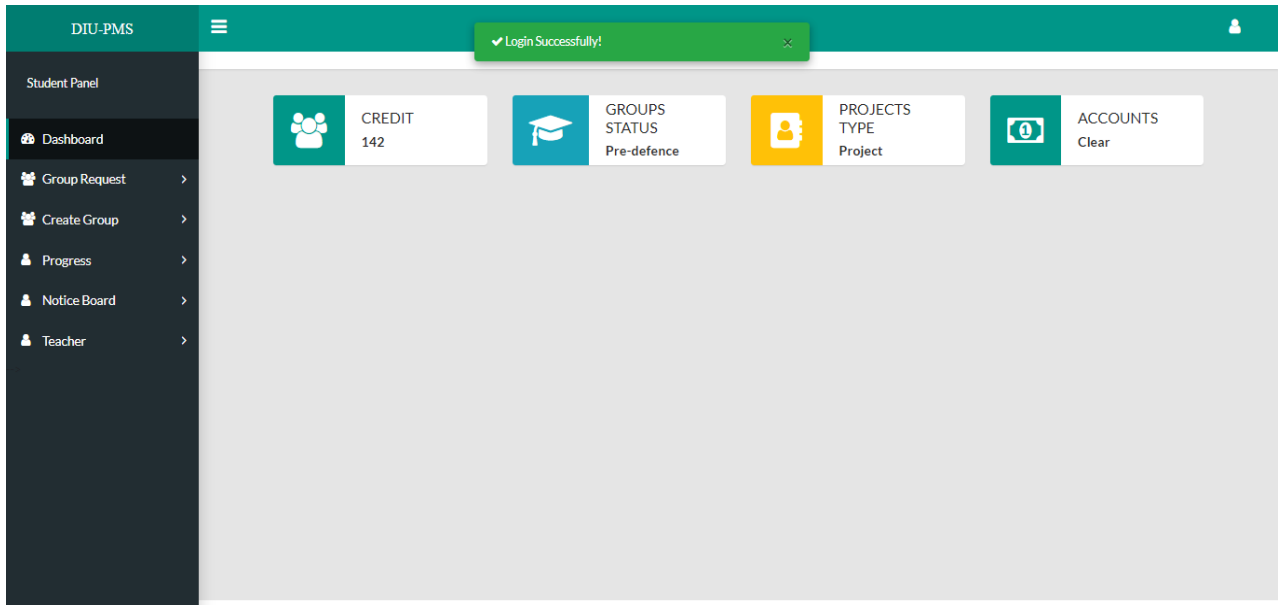 DIU-PMS
Login Successfully!
×
Student Panel
Dashboard
Group Request
Create Group
Progress
Notice Board
Teacher
CREDIT
142
GROUPS
STATUS
Pre-defence
PROJECTS
TYPE
Project
1
ACCOUNTS
Clear